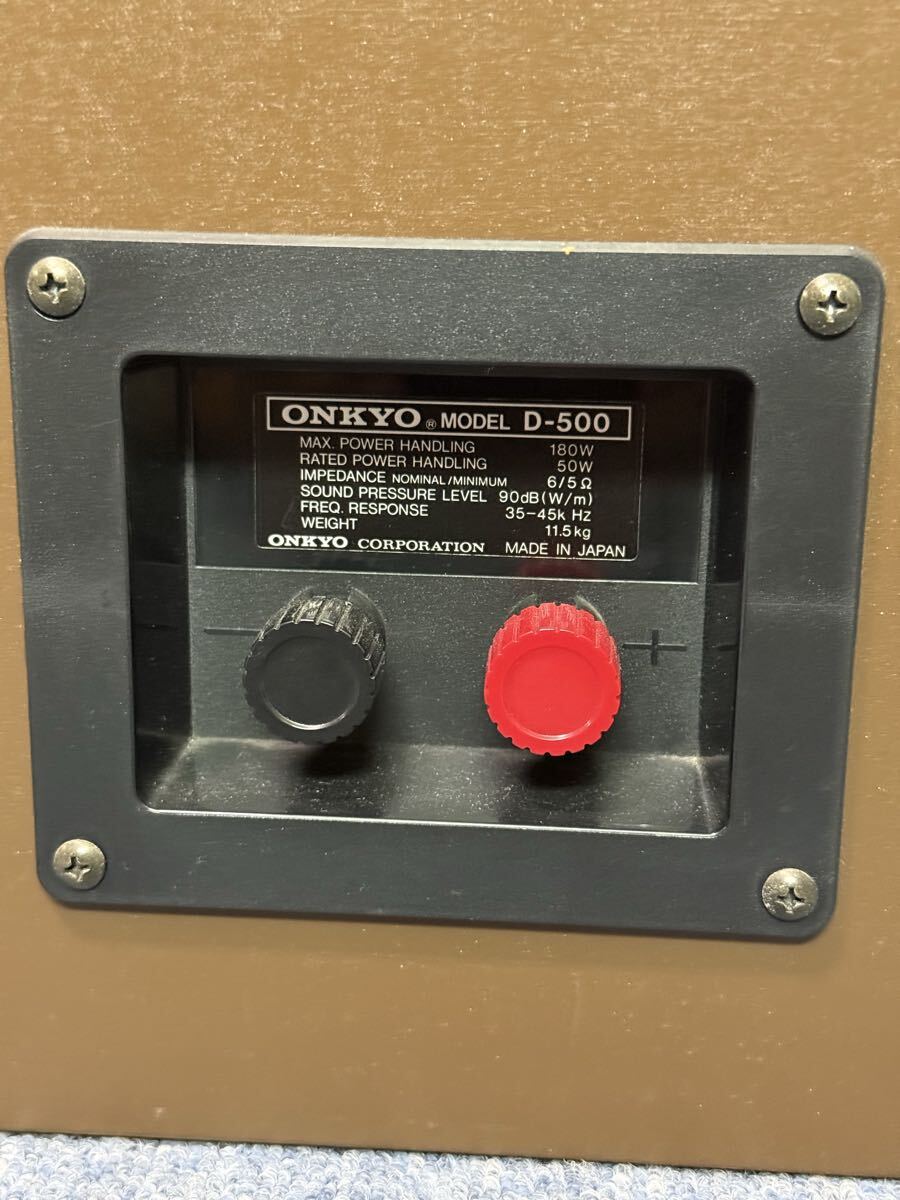 ONKYO® MODEL D-500
MAX. POWER HANDLING 180W
RATED POWER HANDLING 50W
IMPEDANCE NOMINAL/MINIMUM 6/5Ω
SOUND PRESSURE LEVEL 90dB(W/m)
FREQ. RESPONSE 35-45k Hz
WEIGHT 11.5kg
ONKYO CORPORATION MADE IN JAPAN
− +